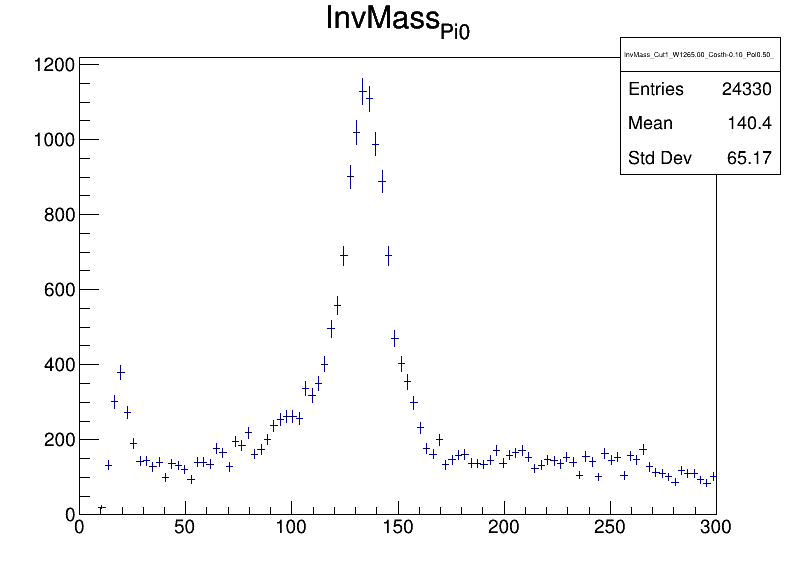 InvMass_Pi0
InvMass_Cut1_W1265.00_Costh-0.10_Pol0.50_
Entries 24330
Mean 140.4
Std Dev 65.17
1200
1000
800
600
400
200
0
0 50 100 150 200 250 300